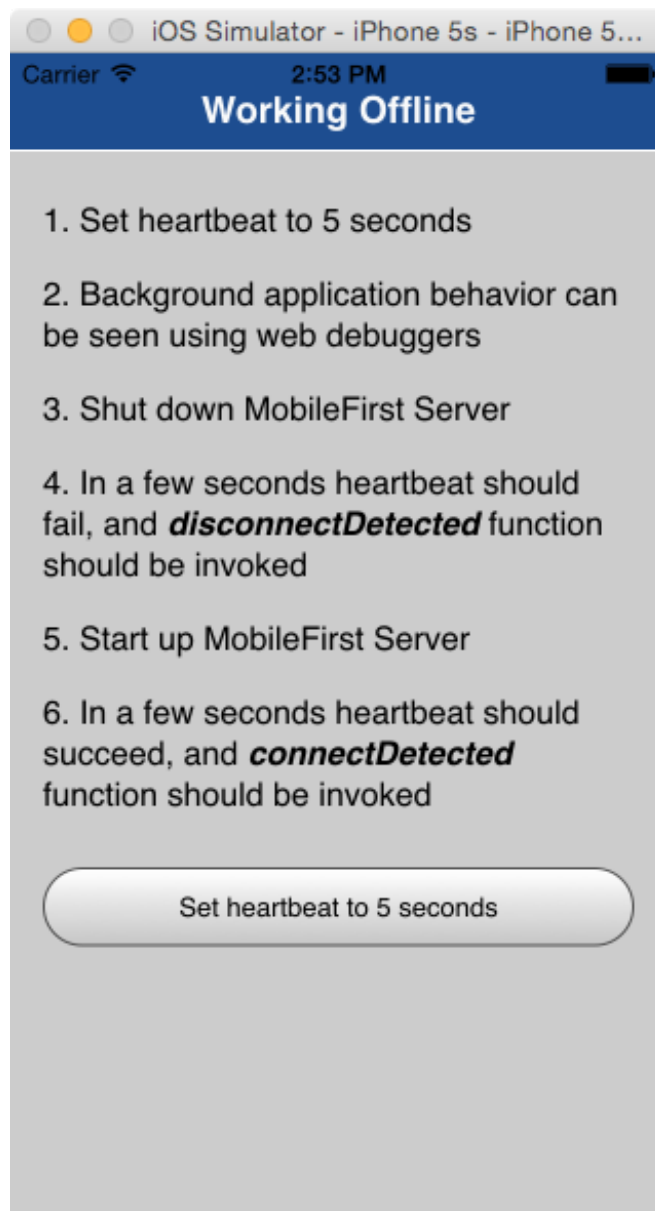 iOS Simulator - iPhone 5s - iPhone 5...
Carrier 2:53 PM
Working Offline
1. Set heartbeat to 5 seconds
2. Background application behavior can
be seen using web debuggers
3. Shut down MobileFirst Server
4. In a few seconds heartbeat should
fail, and disconnectDetected function
should be invoked
5. Start up MobileFirst Server
6. In a few seconds heartbeat should
succeed, and connectDetected
function should be invoked
Set heartbeat to 5 seconds